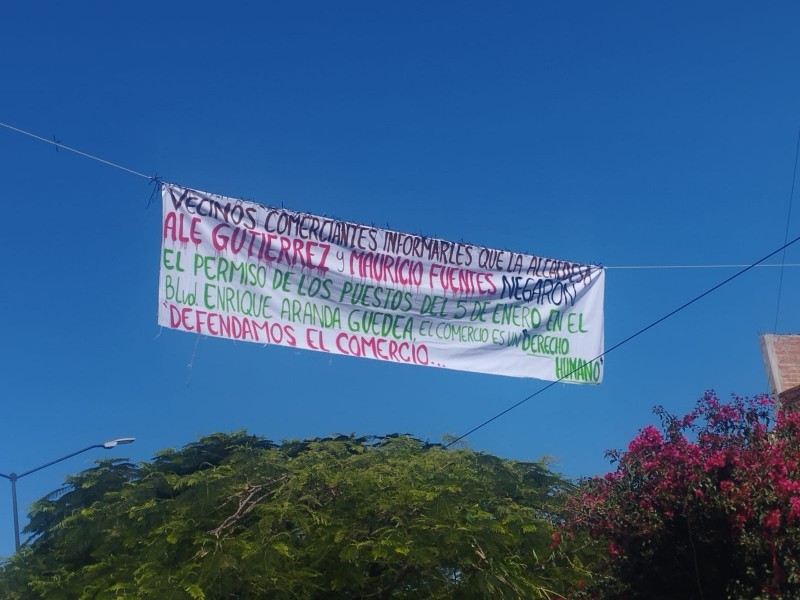 VECINOS COMERCIANTES INFORMARLES QUE LA ALCALDESA
ALE GUTIERREZ y MAURICIO FUENTES NEGARON
EL PERMISO DE LOS PUESTOS DEL 5 DE ENERO EN EL
Blvd. ENRIQUE ARANDA GUEDEA, EL COMERCIO ES UN "DERECHO
HUMANO"
"DEFENDAMOS EL COMERCIO...